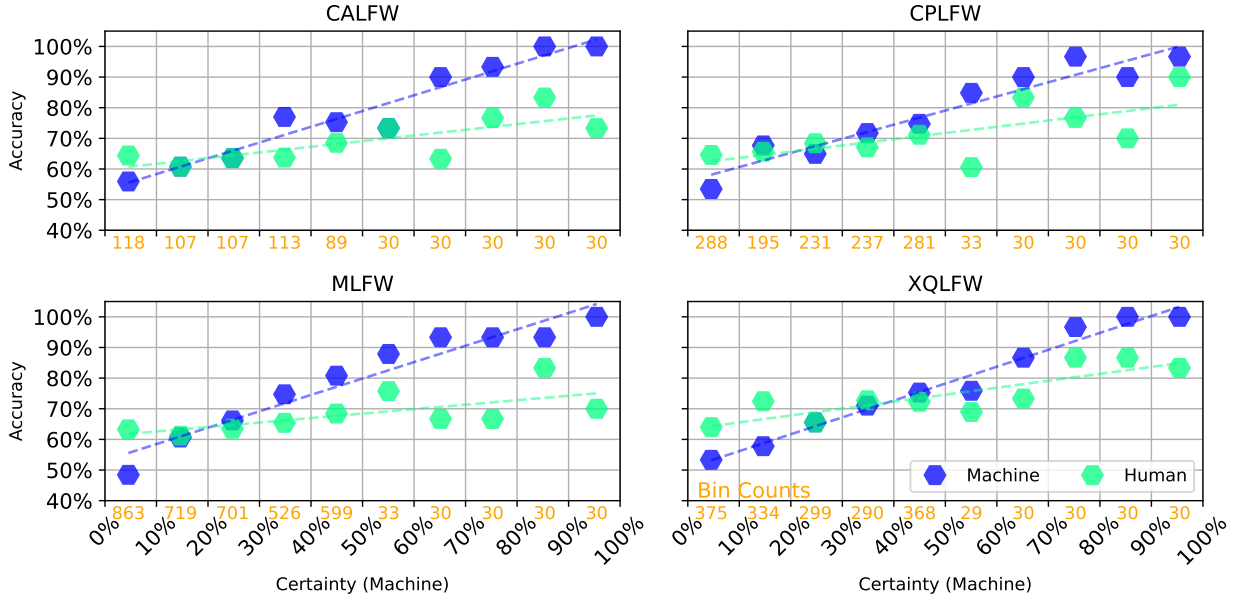 CALFW
CPLFW
100%
90%
80%
70%
60%
50%
40%
Accuracy
118 107 107 113 89 30 30 30 30 30
288 195 231 237 281 33 30 30 30 30
MLFW
XQLFW
100%
90%
80%
70%
60%
50%
40%
Accuracy
Machine Human
Bin Counts
863 719 701 526 599 33 30 30 30 30
375 334 299 290 368 29 30 30 30 30
0% 10% 20% 30% 40% 50% 60% 70% 80% 90% 100%
0% 10% 20% 30% 40% 50% 60% 70% 80% 90% 100%
Certainty (Machine)
Certainty (Machine)